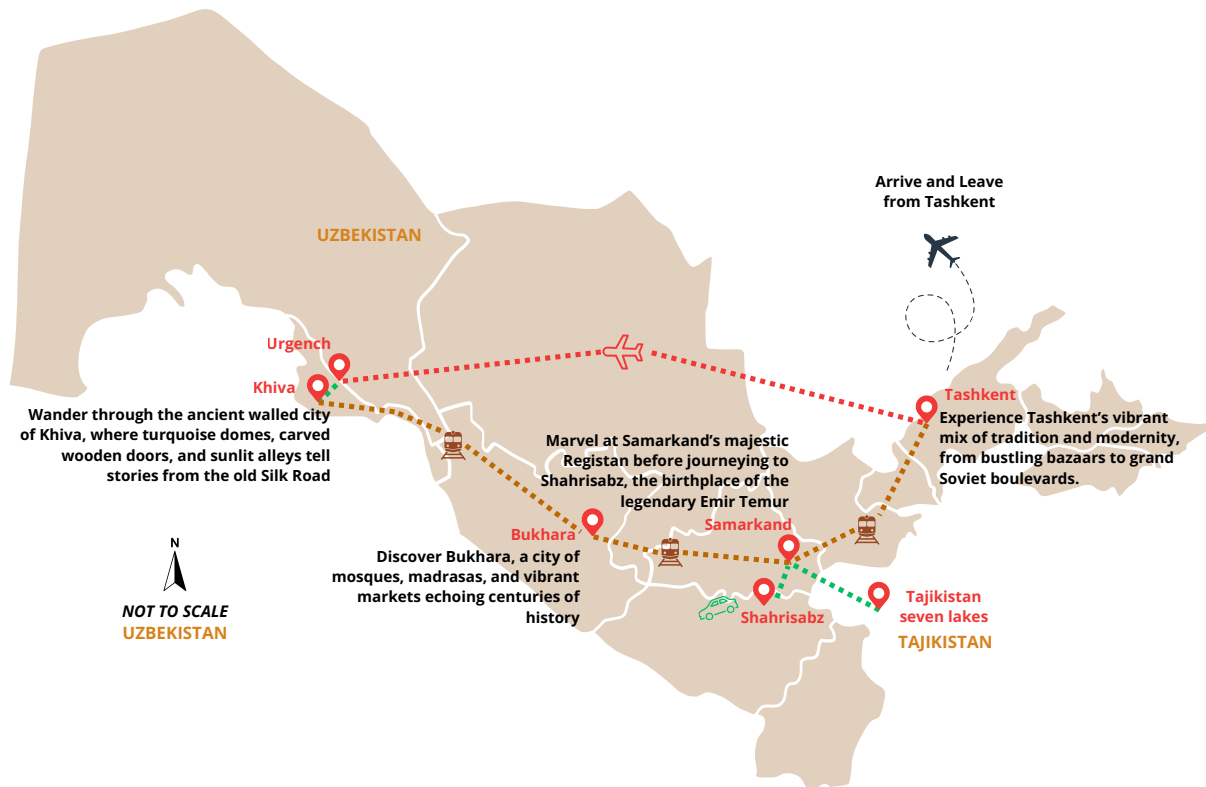 Arrive and Leave
from Tashkent
UZBEKISTAN
Urgench
Khiva
Wander through the ancient walled city
of Khiva, where turquoise domes, carved
wooden doors, and sunlit alleys tell
stories from the old Silk Road
Tashkent
Experience Tashkent’s vibrant
mix of tradition and modernity,
from bustling bazaars to grand
Soviet boulevards.
Marvel at Samarkand’s majestic
Registan before journeying to
Shahrisabz, the birthplace of the
legendary Emir Temur
Samarkand
Bukhara
Discover Bukhara, a city of
mosques, madrasas, and vibrant
markets echoing centuries of
history
Shahrisabz
Tajikistan
seven lakes
TAJIKISTAN
N
NOT TO SCALE
UZBEKISTAN